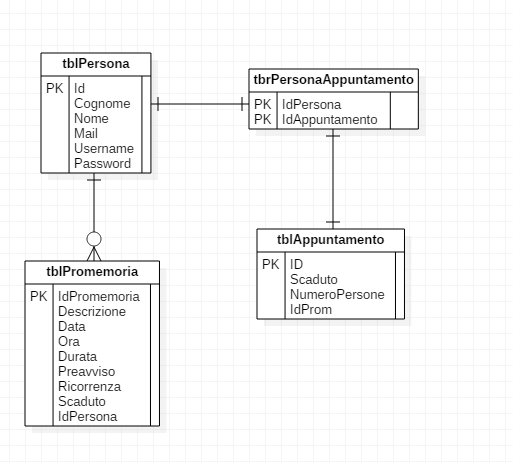 tblPersona
PK Id
Cognome
Nome
Mail
Username
Password
tbrPersonaAppuntamento
PK IdPersona
PK IdAppuntamento
tblAppuntamento
PK ID
Scaduto
NumeroPersone
IdProm
tblPromemoria
PK IdPromemoria
Descrizione
Data
Ora
Durata
Preavviso
Ricorrenza
Scaduto
IdPersona